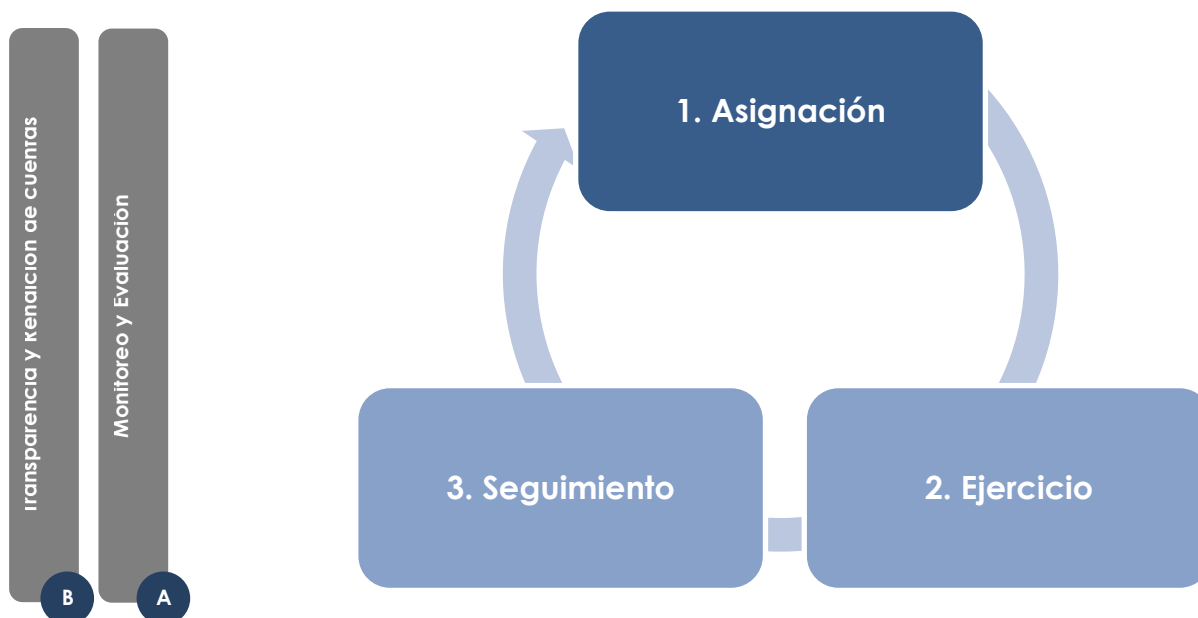 Transparencia y Rendición de cuentas
Monitoreo y Evaluación
B
A
1. Asignación
3. Seguimiento
2. Ejercicio